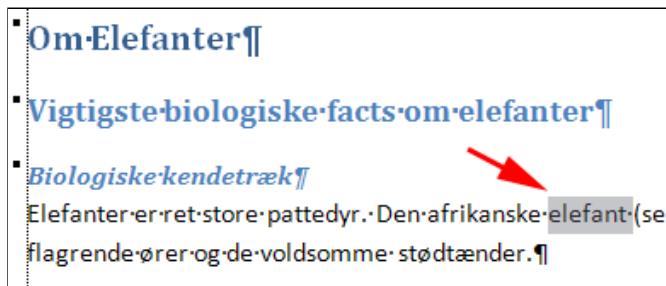 Om Elefanter¶
Vigtigste biologiske facts om elefanter¶
Biologiske kendetræk¶
Elefanter er ret store pattedyr. Den afrikanske elefant (se
flagrende ører og de voldsomme stødtænder.¶